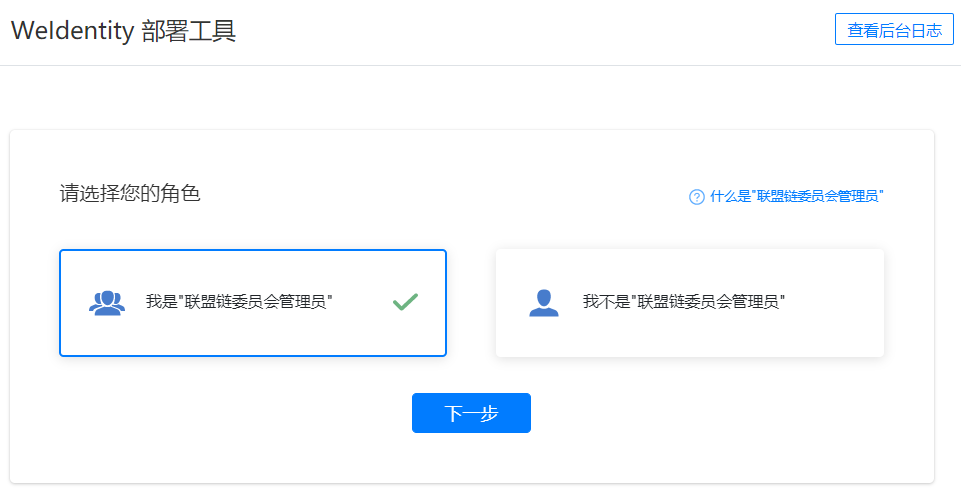 WeIdentity 部署工具
查看后台日志
请选择您的角色
什么是"联盟链委员会管理员"
我是"联盟链委员会管理员"
我不是"联盟链委员会管理员"
下一步